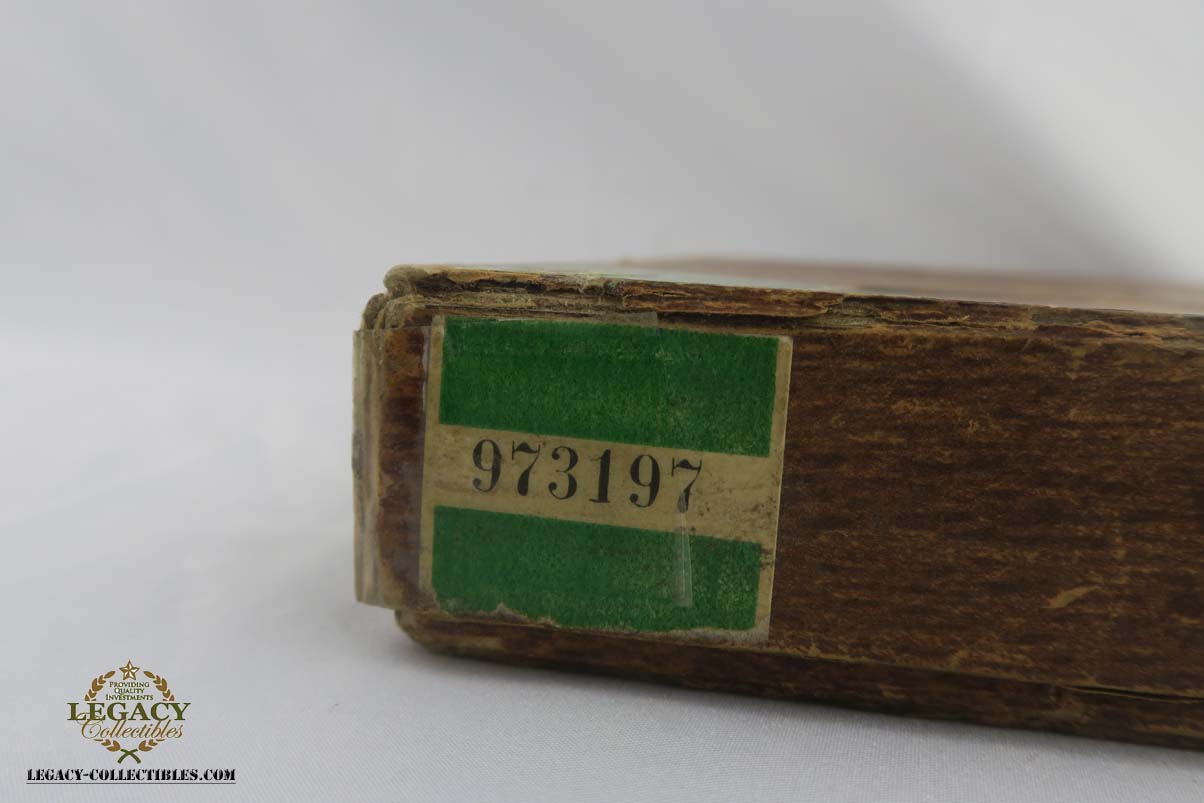 973197
PROVIDING
QUALITY
INVESTMENTS
LEGACY
Collectibles
LEGACY-COLLECTIBLES.COM